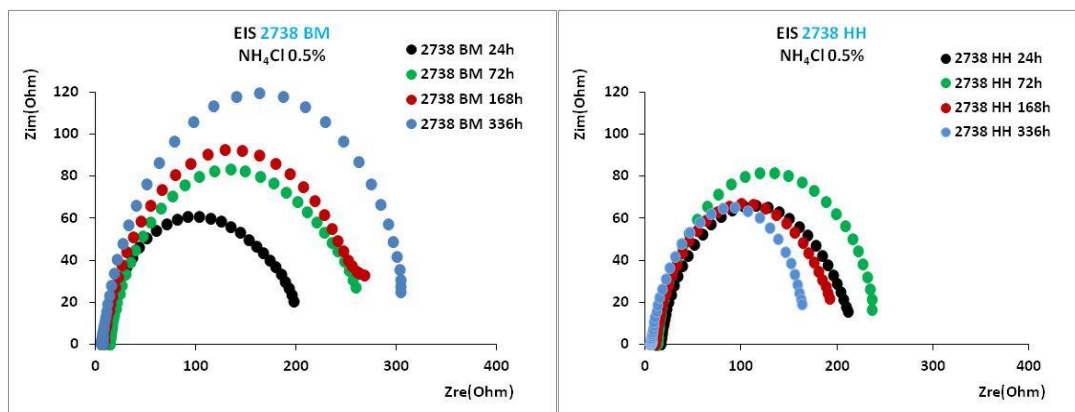 EIS 2738 BM
NH₄Cl 0.5%
2738 BM 24h
2738 BM 72h
2738 BM 168h
2738 BM 336h
Zim(Ohm)
120
100
80
60
40
20
0
0 100 200 300 400
Zre(Ohm)
EIS 2738 HH
NH₄Cl 0.5%
2738 HH 24h
2738 HH 72h
2738 HH 168h
2738 HH 336h
Zim(Ohm)
120
100
80
60
40
20
0
0 100 200 300 400
Zre(Ohm)